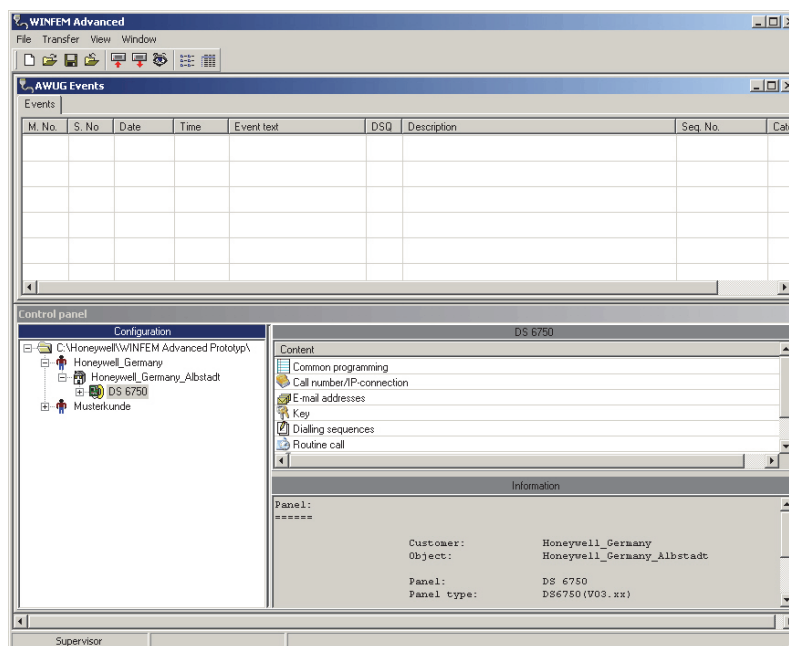 WINFEM Advanced
File Transfer View Window
AWUG Events
Events
M. No. S. No Date Time Event text DSQ Description Seq. No.
Control panel
Configuration
C:\Honeywell\WINFEM Advanced Prototyp\
Honeywell_Germany
Honeywell_Germany_Albstadt
DS 6750
Musterkunde
DS 6750
Content
Common programming
Call number/IP-connection
E-mail addresses
Key
Dialling sequences
Routine call
Information
Panel:
======
Customer: Honeywell_Germany
Object: Honeywell_Germany_Albstadt
Panel: DS 6750
Panel type: DS6750(V03.xx)
Supervisor